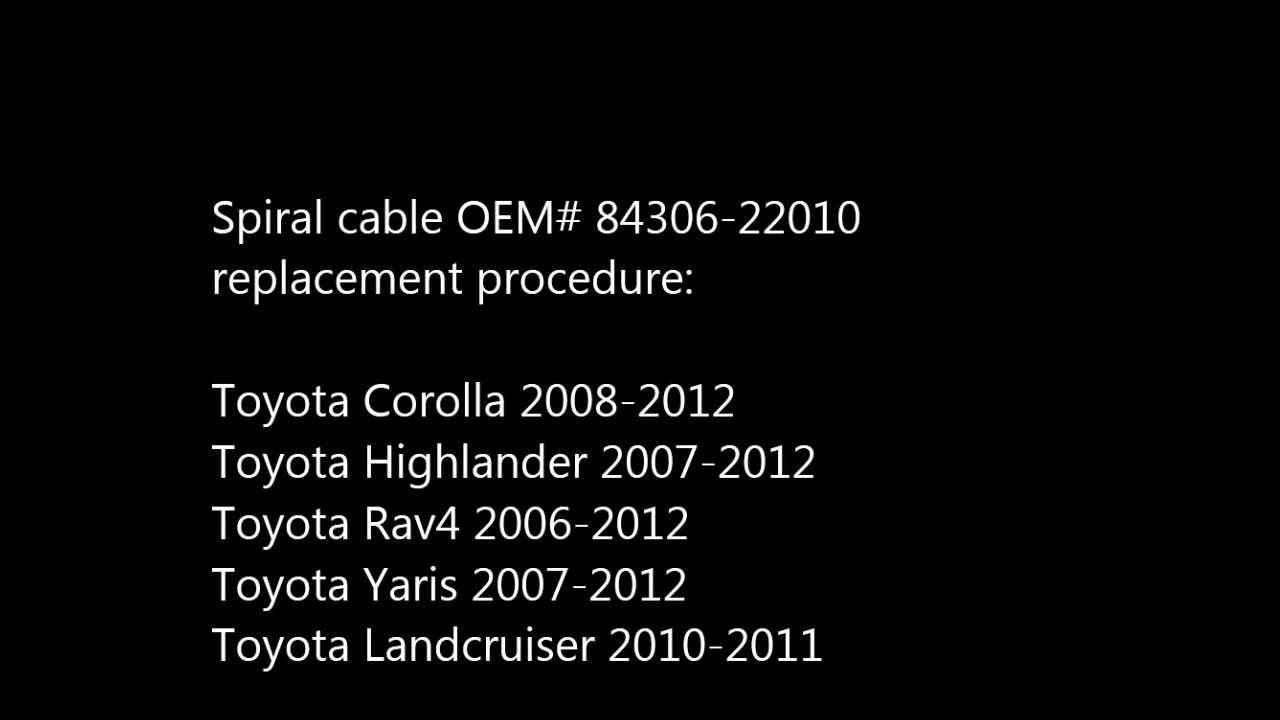 Spiral cable OEM# 84306-22010
replacement procedure:
Toyota Corolla 2008-2012
Toyota Highlander 2007-2012
Toyota Rav4 2006-2012
Toyota Yaris 2007-2012
Toyota Landcruiser 2010-2011